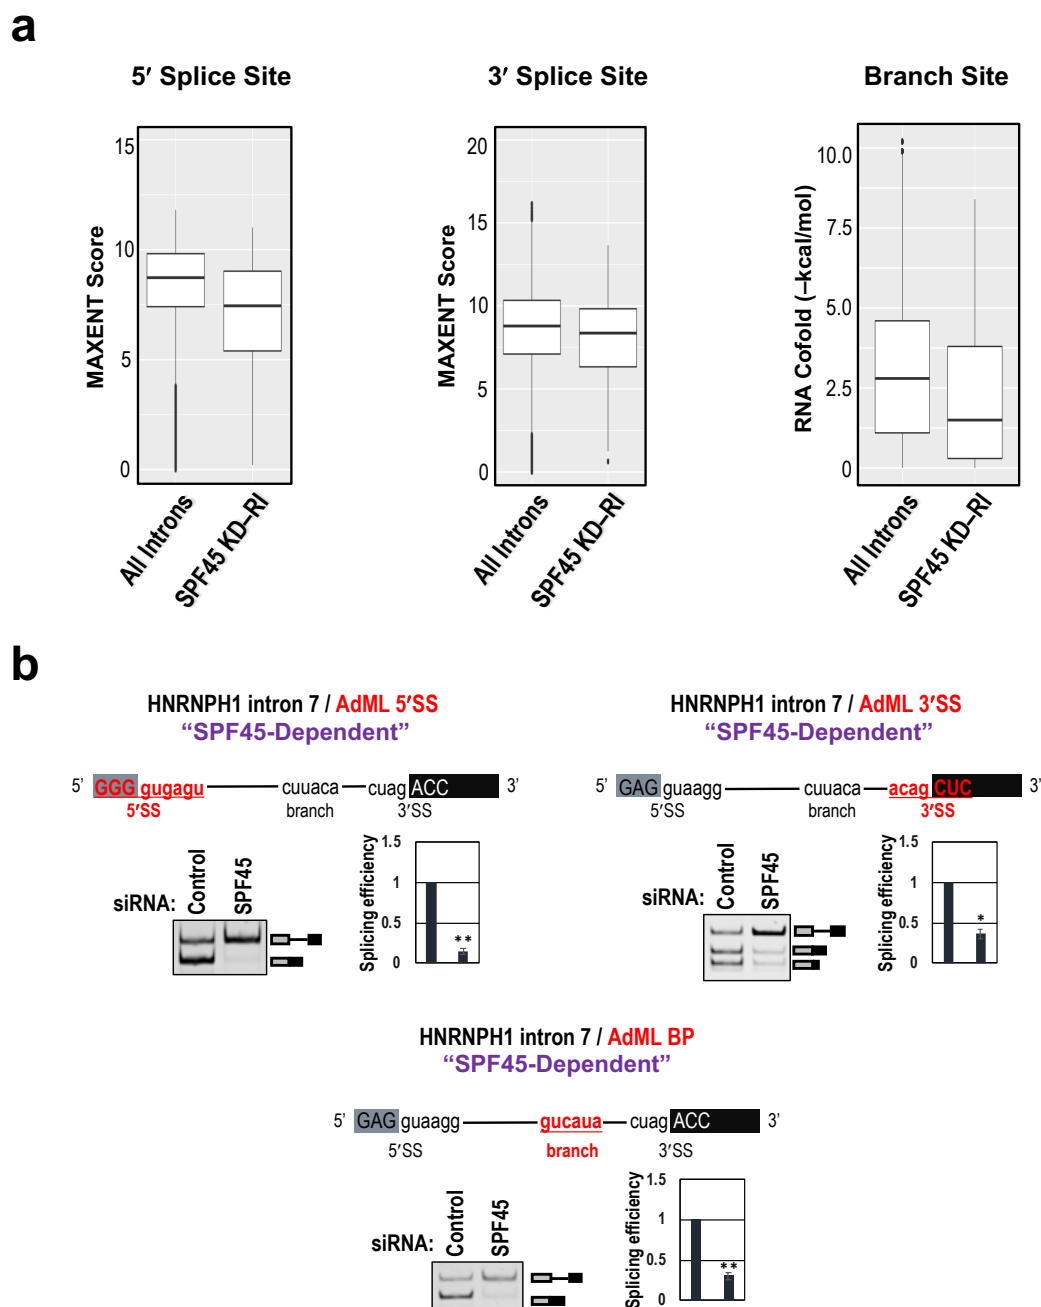 a
5′ Splice Site
3′ Splice Site
Branch Site
MAXENT Score
15
10
5
0
All Introns
SPF45 KD–RI
MAXENT Score
20
15
10
5
0
All Introns
SPF45 KD–RI
RNA Cofold (–kcal/mol)
10.0
7.5
5.0
2.5
0
All Introns
SPF45 KD–RI
b
HNRNPH1 intron 7 / AdML 5′SS
“SPF45-Dependent”
5’ GGG gugagu cuuaca cuag ACC 3’
5′SS branch 3′SS
siRNA: Control SPF45
Splicing efficiency
1.5
1
0.5
0
**
HNRNPH1 intron 7 / AdML 3′SS
“SPF45-Dependent”
5’ GAG guaagg cuuaca acag CUC 3’
5′SS branch 3′SS
siRNA: Control SPF45
Splicing efficiency
1.5
1
0.5
0
*
HNRNPH1 intron 7 / AdML BP
“SPF45-Dependent”
5’ GAG guaagg gucaua cuag ACC 3’
5′SS branch 3′SS
siRNA: Control SPF45
Splicing efficiency
1.5
1
0.5
0
**